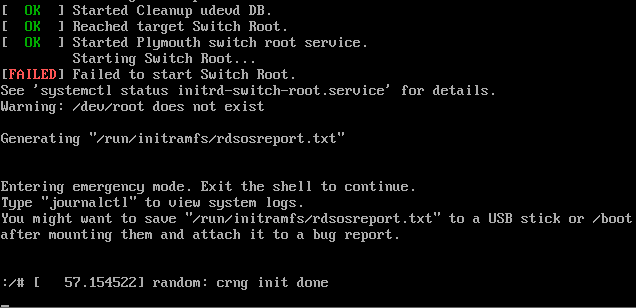 [  OK  ] Started Cleanup udevd DB.
[  OK  ] Reached target Switch Root.
[  OK  ] Started Plymouth switch root service.
         Starting Switch Root...
[FAILED] Failed to start Switch Root.
See 'systemctl status initrd-switch-root.service' for details.
Warning: /dev/root does not exist
Generating "/run/initramfs/rdsosreport.txt"
Entering emergency mode. Exit the shell to continue.
Type "journalctl" to view system logs.
You might want to save "/run/initramfs/rdsosreport.txt" to a USB stick or /boot
after mounting them and attach it to a bug report.
:/# [   57.154522] random: crng init done